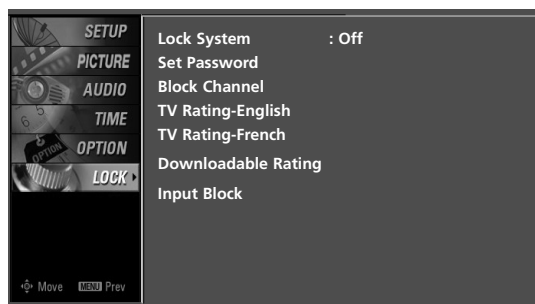 SETUP
PICTURE
AUDIO
TIME
OPTION
LOCK
Lock System : Off
Set Password
Block Channel
TV Rating-English
TV Rating-French
Downloadable Rating
Input Block
Move MENU Prev